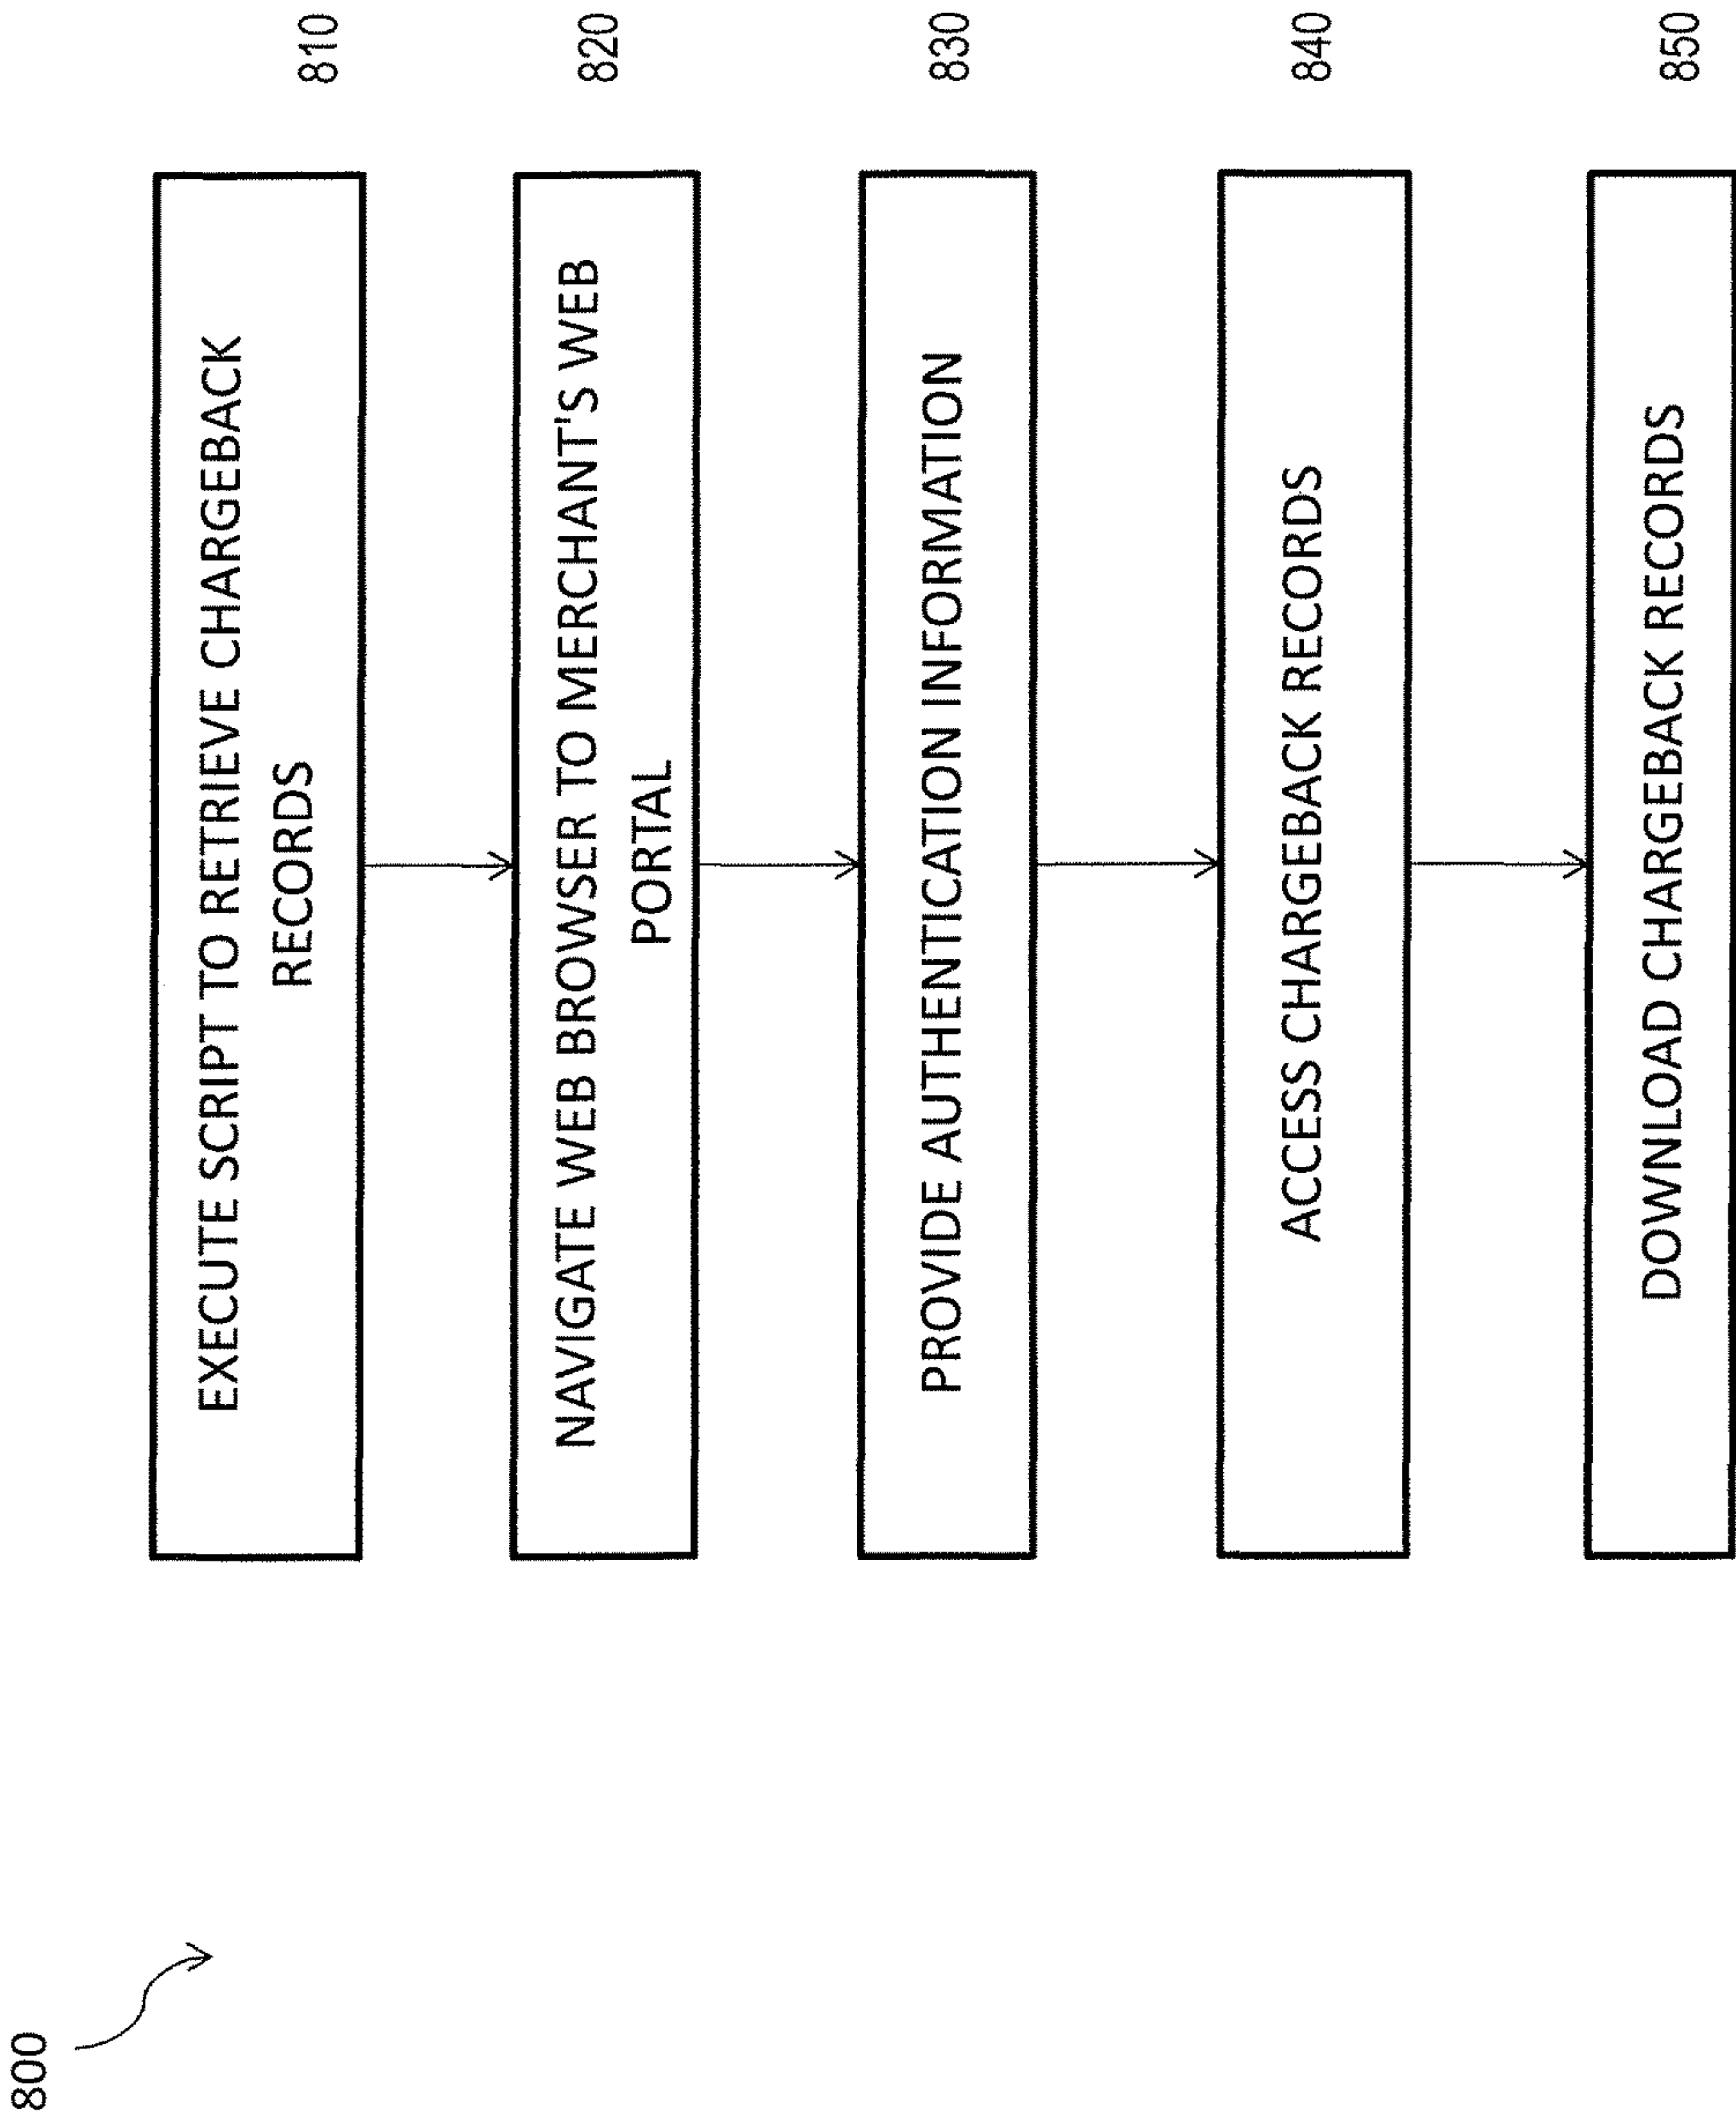 800
EXECUTE SCRIPT TO RETRIEVE CHARGEBACK
RECORDS
810
NAVIGATE WEB BROWSER TO MERCHANT'S WEB
PORTAL
820
PROVIDE AUTHENTICATION INFORMATION
830
ACCESS CHARGEBACK RECORDS
840
DOWNLOAD CHARGEBACK RECORDS
850